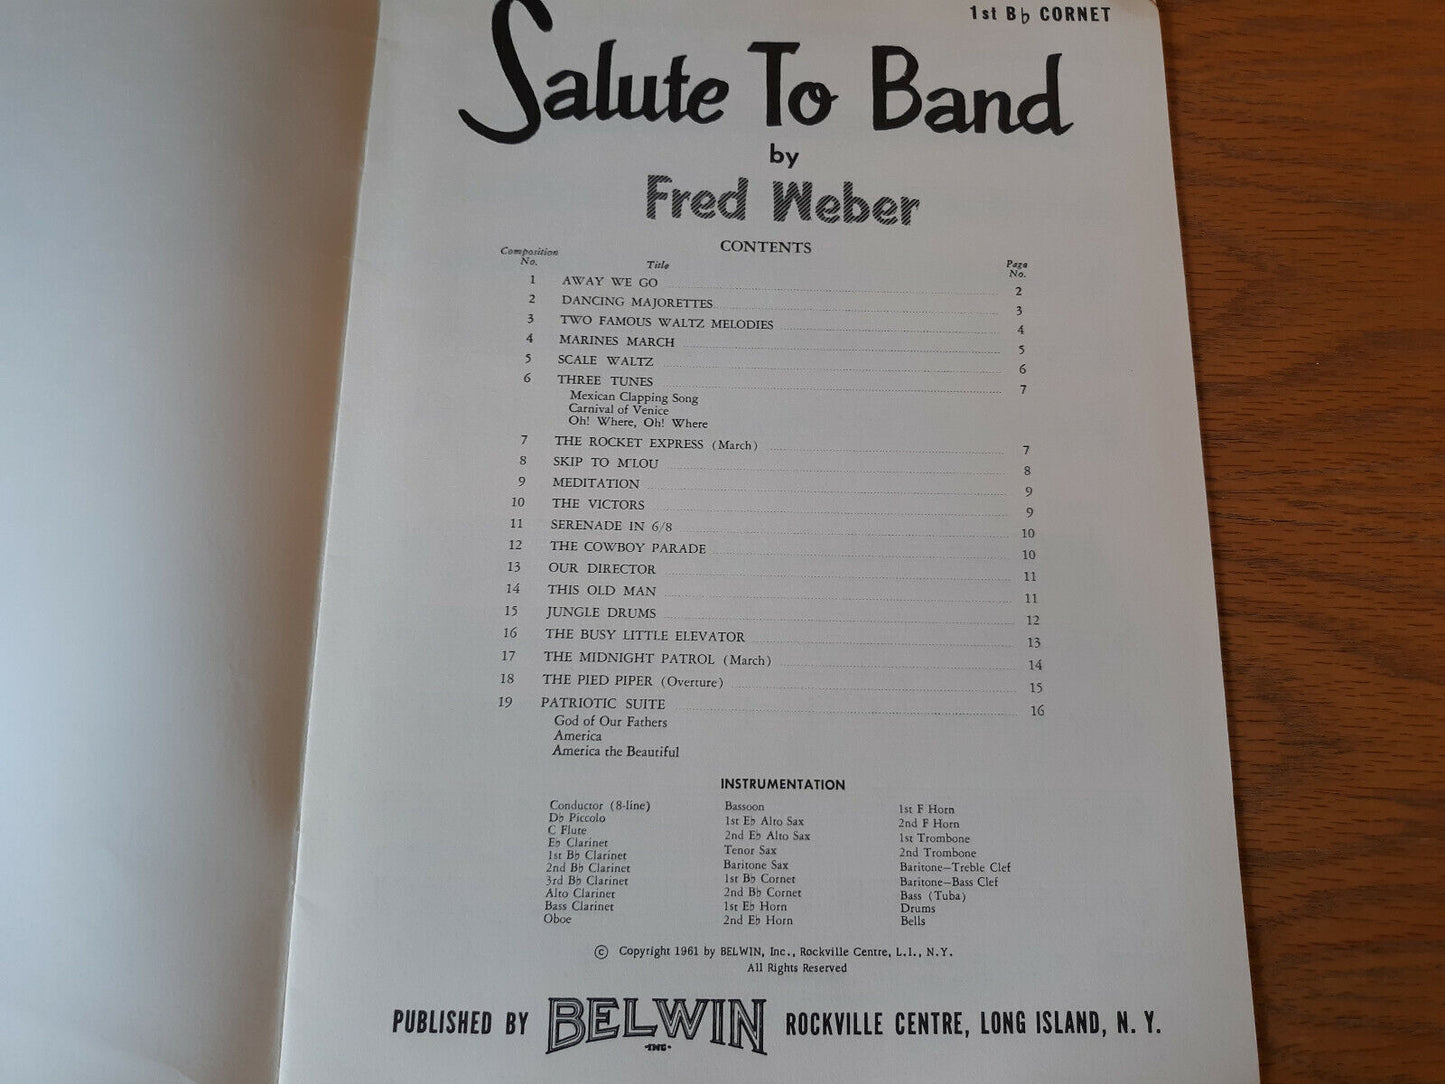 1st B♭ CORNET
Salute To Band
by
Fred Weber
CONTENTS
Composition No. Title Page No.
1 AWAY WE GO 2
2 DANCING MAJORETTES 3
3 TWO FAMOUS WALTZ MELODIES 4
4 MARINES MARCH 5
5 SCALE WALTZ 6
6 THREE TUNES 7
Mexican Clapping Song
Carnival of Venice
Oh! Where, Oh! Where
7 THE ROCKET EXPRESS (March) 7
8 SKIP TO M'LOU 8
9 MEDITATION 9
10 THE VICTORS 9
11 SERENADE IN 6/8 10
12 THE COWBOY PARADE 10
13 OUR DIRECTOR 11
14 THIS OLD MAN 11
15 JUNGLE DRUMS 12
16 THE BUSY LITTLE ELEVATOR 13
17 THE MIDNIGHT PATROL (March) 14
18 THE PIED PIPER (Overture) 15
19 PATRIOTIC SUITE 16
God of Our Fathers
America
America the Beautiful
INSTRUMENTATION
Conductor (8-line)
D♭ Piccolo
C Flute
E♭ Clarinet
1st B♭ Clarinet
2nd B♭ Clarinet
3rd B♭ Clarinet
Alto Clarinet
Bass Clarinet
Oboe
Bassoon
1st E♭ Alto Sax
2nd E♭ Alto Sax
Tenor Sax
Baritone Sax
1st B♭ Cornet
2nd B♭ Cornet
1st E♭ Horn
2nd E♭ Horn
1st F Horn
2nd F Horn
1st Trombone
2nd Trombone
Baritone—Treble Clef
Baritone—Bass Clef
Bass (Tuba)
Drums
Bells
© Copyright 1961 by BELWIN, Inc., Rockville Centre, L.I., N.Y.
All Rights Reserved
PUBLISHED BY BELWIN INC. ROCKVILLE CENTRE, LONG ISLAND, N. Y.